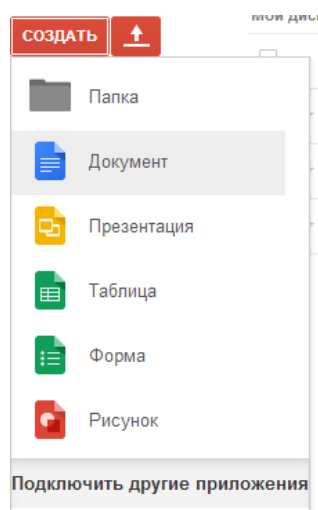 Мой дис
СОЗДАТЬ
Папка
Документ
Презентация
Таблица
Форма
Рисунок
Подключить другие приложения